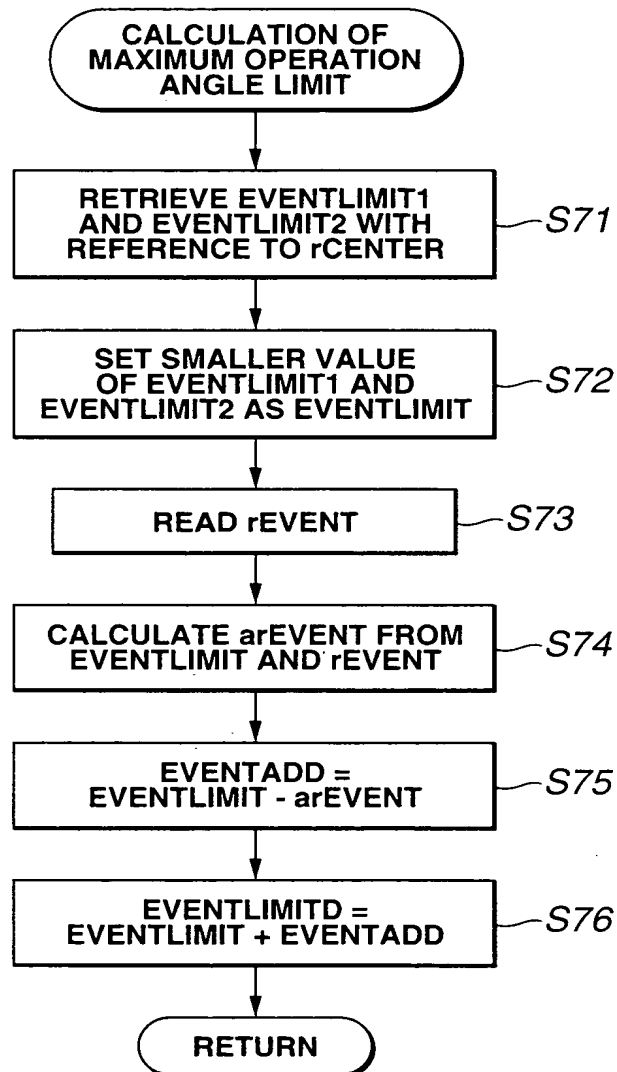 CALCULATION OF
MAXIMUM OPERATION
ANGLE LIMIT
RETRIEVE EVENTLIMIT1
AND EVENTLIMIT2 WITH
REFERENCE TO rCENTER
S71
SET SMALLER VALUE
OF EVENTLIMIT1 AND
EVENTLIMIT2 AS EVENTLIMIT
S72
READ rEVENT
S73
CALCULATE arEVENT FROM
EVENTLIMIT AND rEVENT
S74
EVENTADD =
EVENTLIMIT - arEVENT
S75
EVENTLIMITD =
EVENTLIMIT + EVENTADD
S76
RETURN